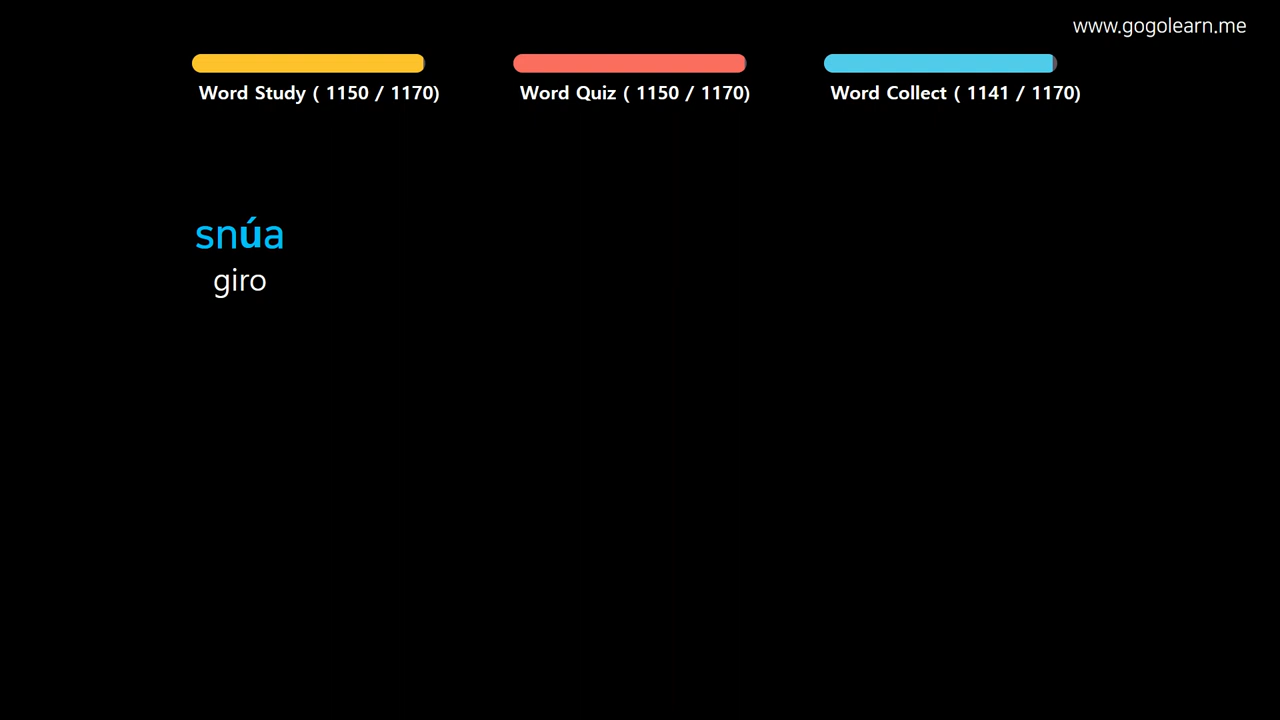 www.gogolearn.me
Word Study ( 1150 / 1170)
Word Quiz ( 1150 / 1170)
Word Collect ( 1141 / 1170)
snúa
giro